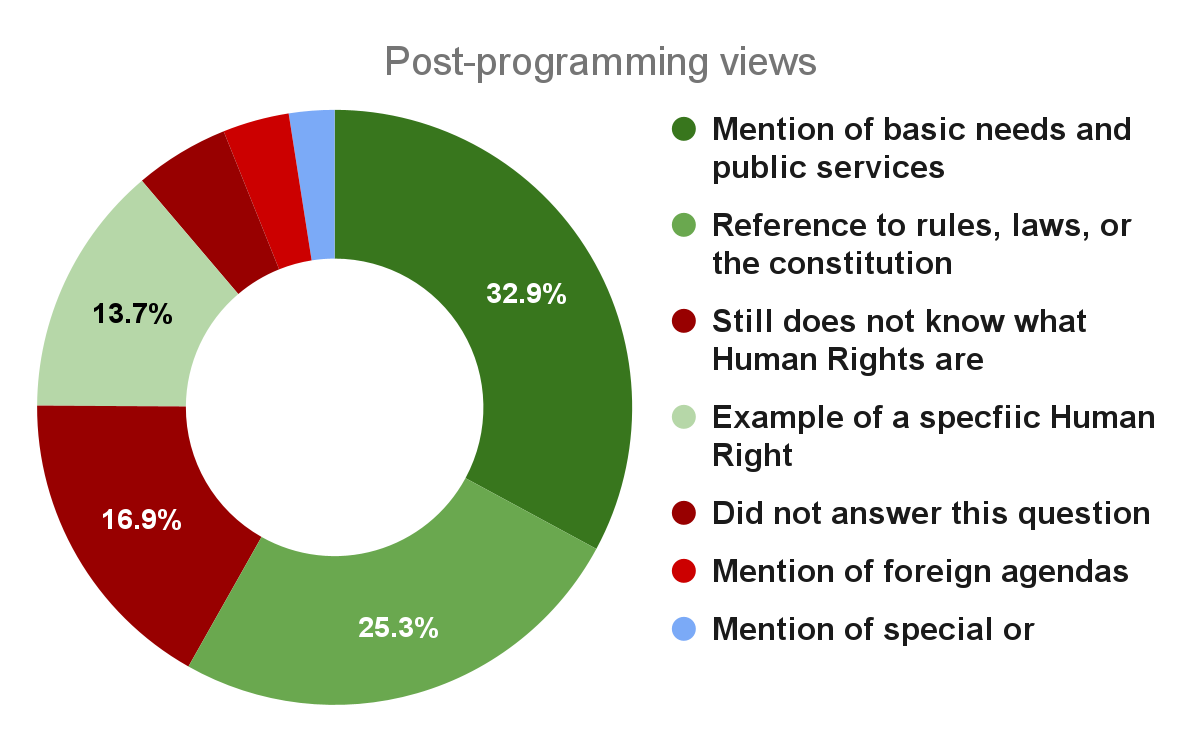 Post-programming views
Mention of basic needs and
public services
Reference to rules, laws, or
the constitution
Still does not know what
Human Rights are
Example of a specfiic Human
Right
Did not answer this question
Mention of foreign agendas
Mention of special or
32.9%
25.3%
16.9%
13.7%